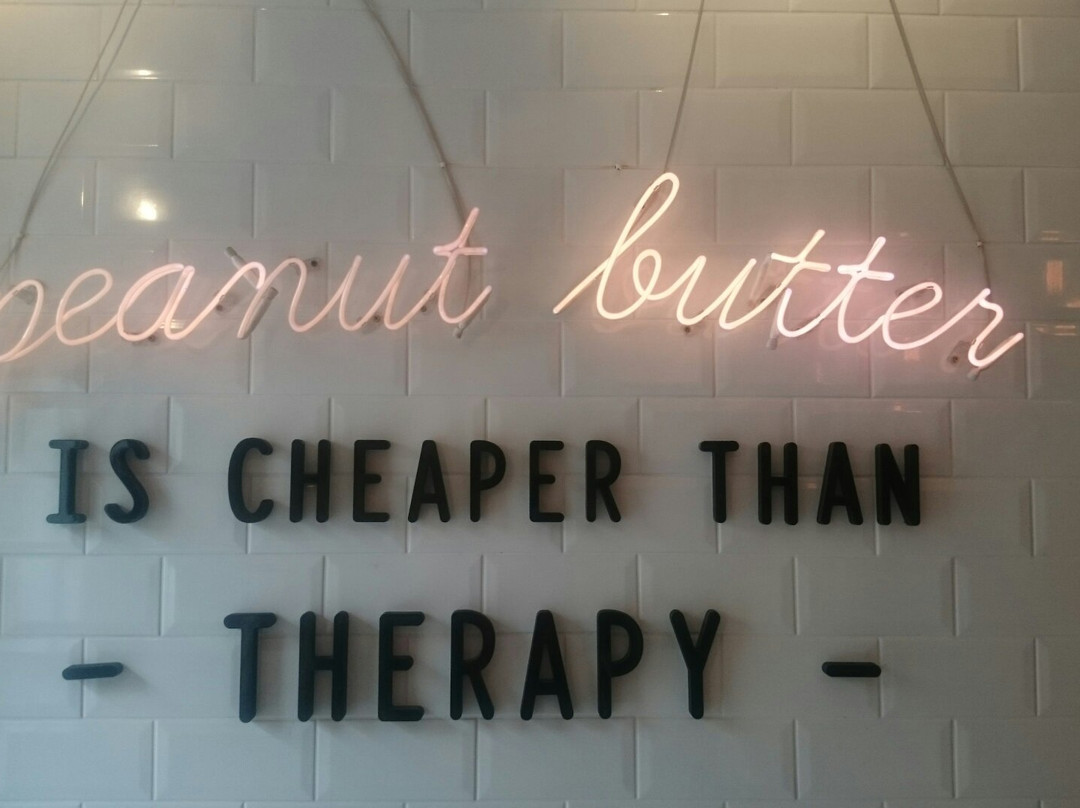 peanut butter
IS CHEAPER THAN
- THERAPY -